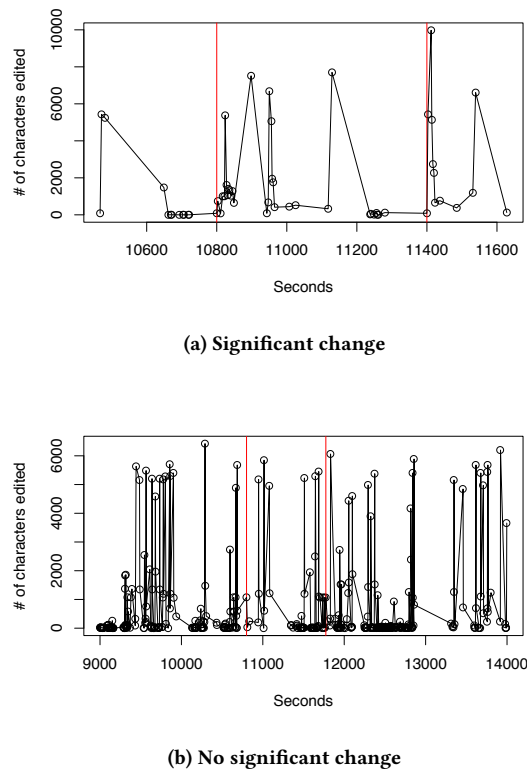 10000
6000
# of characters edited
2000
0
10600 10800 11000 11200 11400 11600
Seconds
(a) Significant change
6000
4000
# of characters edited
2000
0
9000 10000 11000 12000 13000 14000
Seconds
(b) No significant change